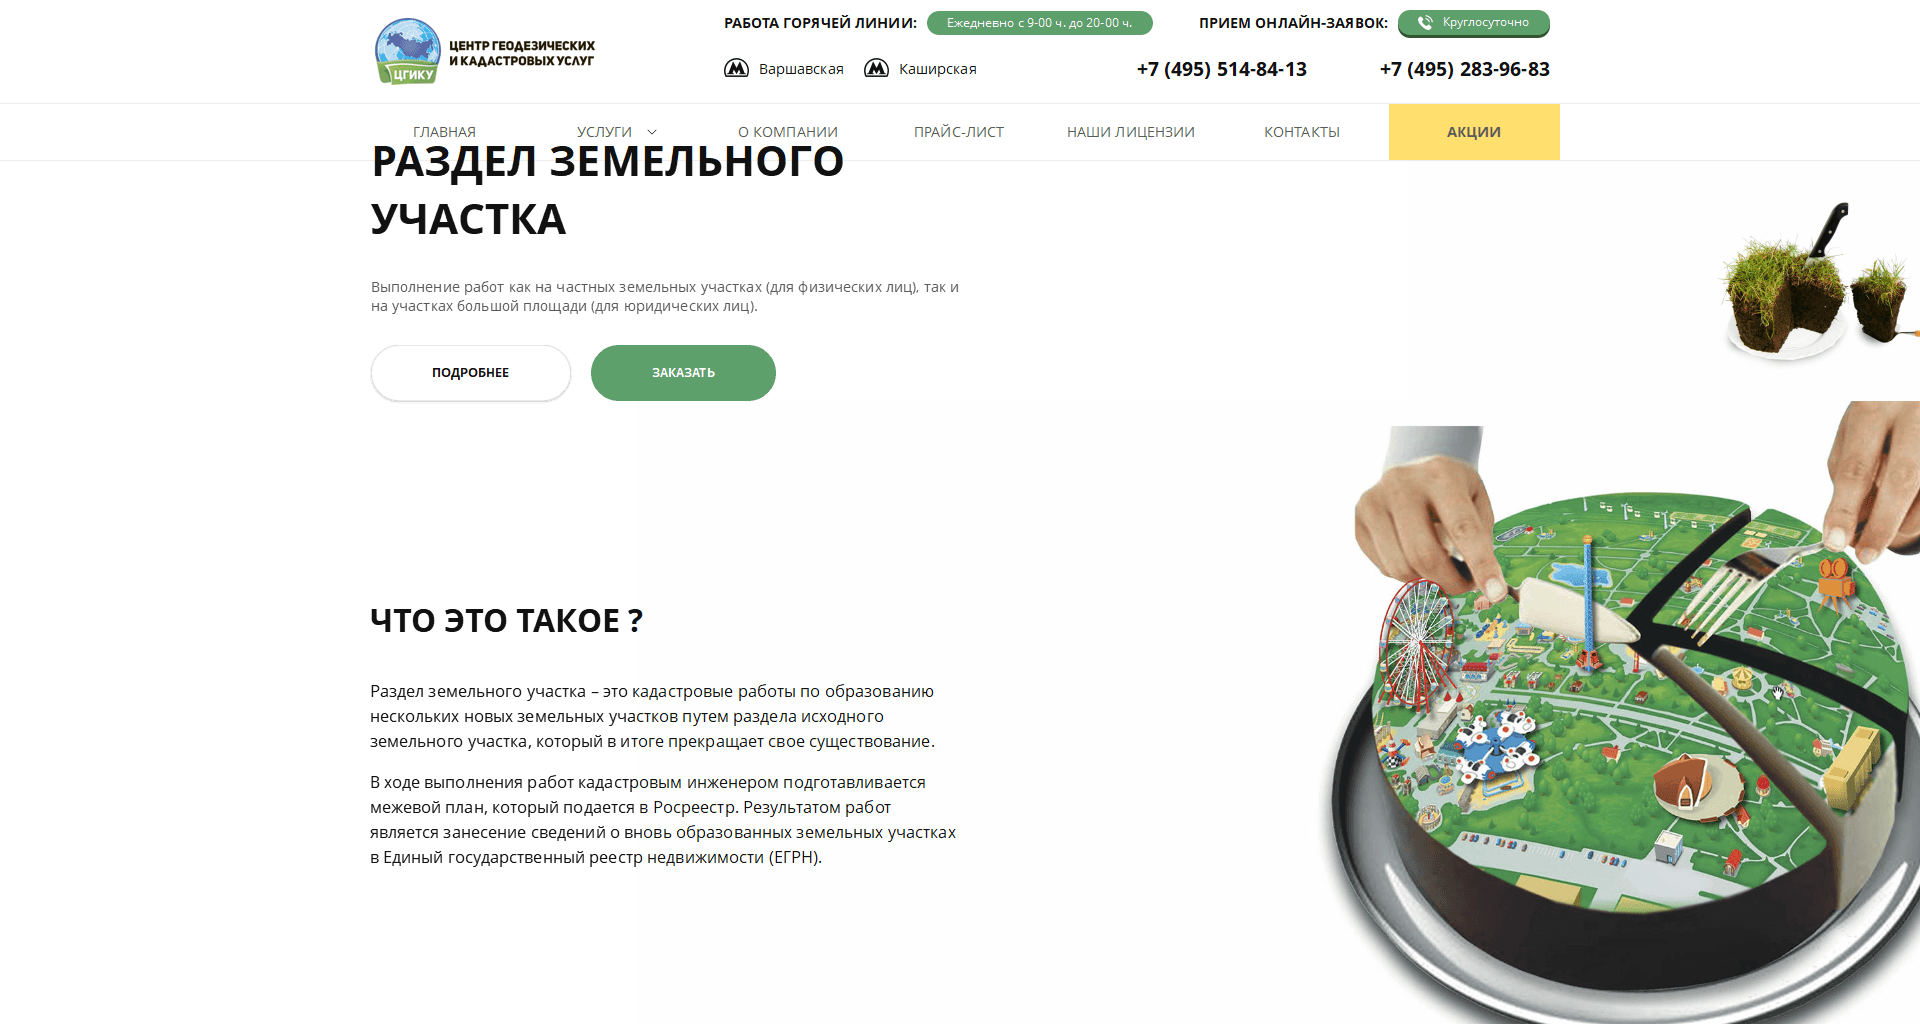 ЦГИКУ
ЦЕНТР ГЕОДЕЗИЧЕСКИХ
И КАДАСТРОВЫХ УСЛУГ
РАБОТА ГОРЯЧЕЙ ЛИНИИ: Ежедневно с 9-00 ч. до 20-00 ч.
ПРИЕМ ОНЛАЙН-ЗАЯВОК: Круглосуточно
Варшавская Каширская
+7 (495) 514-84-13 +7 (495) 283-96-83
ГЛАВНАЯ УСЛУГИ О КОМПАНИИ ПРАЙС-ЛИСТ НАШИ ЛИЦЕНЗИИ КОНТАКТЫ АКЦИИ
РАЗДЕЛ ЗЕМЕЛЬНОГО
УЧАСТКА
Выполнение работ как на частных земельных участках (для физических лиц), так и
на участках большой площади (для юридических лиц).
ПОДРОБНЕЕ ЗАКАЗАТЬ
ЧТО ЭТО ТАКОЕ ?
Раздел земельного участка – это кадастровые работы по образованию
нескольких новых земельных участков путем раздела исходного
земельного участка, который в итоге прекращает свое существование.
В ходе выполнения работ кадастровым инженером подготавливается
межевой план, который подается в Росреестр. Результатом работ
является занесение сведений о вновь образованных земельных участках
в Единый государственный реестр недвижимости (ЕГРН).